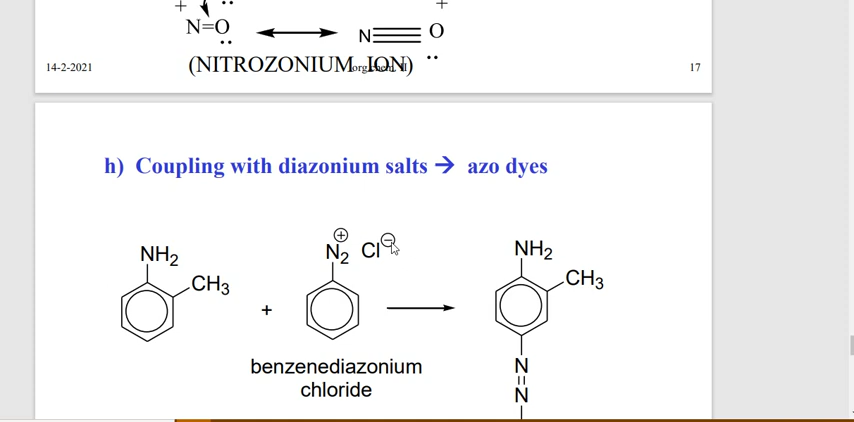 N=O N≡O
(NITROZONIUM ION)
14-2-2021 17
h) Coupling with diazonium salts → azo dyes
NH2 N2 ⊕ Cl⊖ NH2
CH3 CH3
+
benzenediazonium
chloride
N
=
N